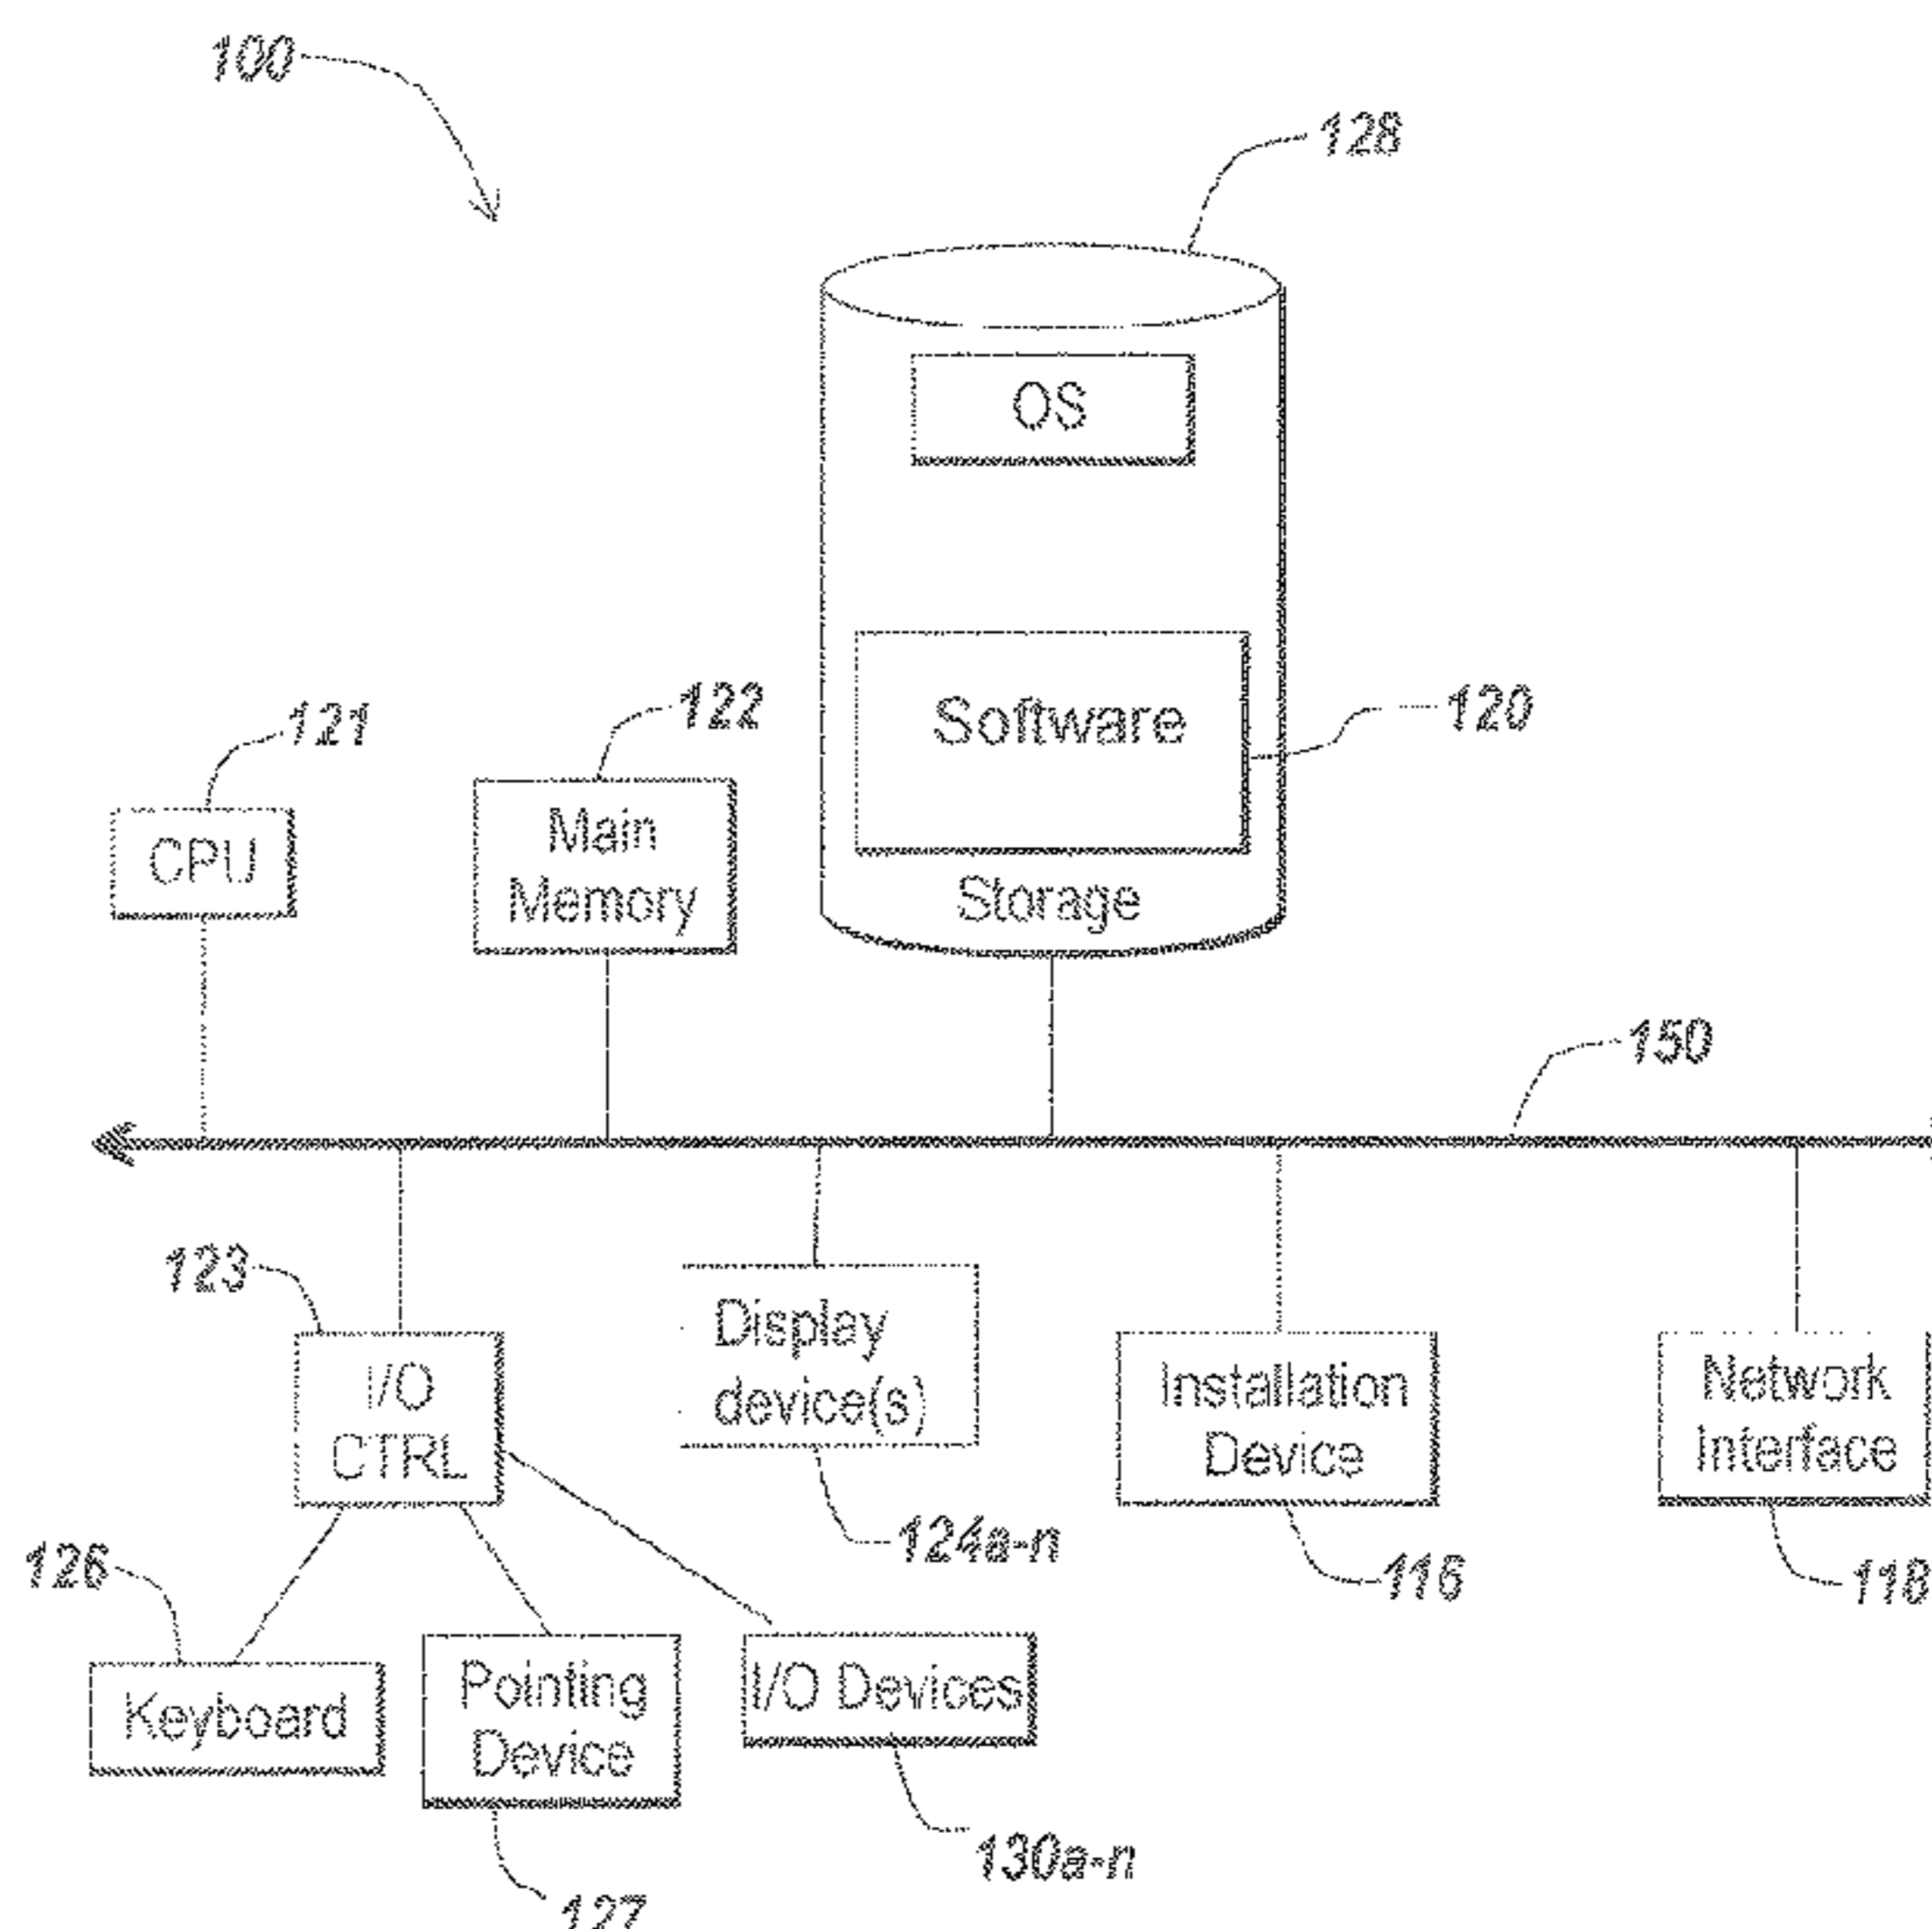 100
128
OS
Software
120
121
122
CPU
Main
Memory
Storage
150
123
Display
device(s)
I/O
CTRL
Installation
Device
Network
Interface
124a-n
126
116
118
Keyboard
Pointing
Device
I/O Devices
130a-n
127